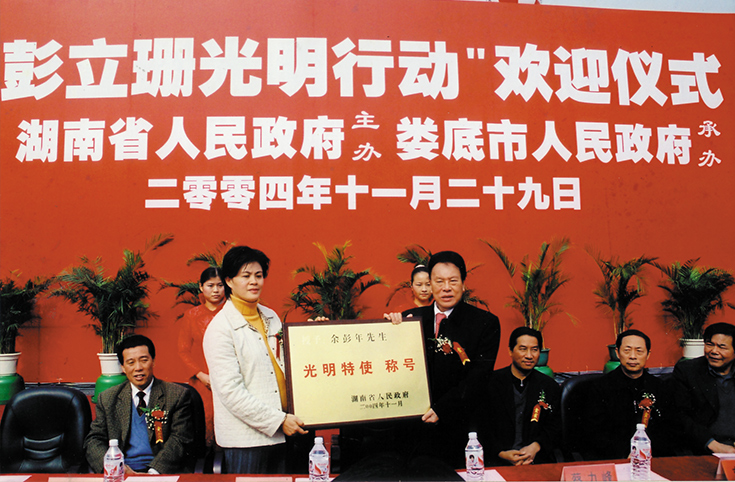 彭立珊光明行动"欢迎仪式
湖南省人民政府主办 娄底市人民政府承办
二零零四年十一月二十九日
余彭年先生
光明特使 称号
湖南省人民政府
二〇〇四年十一月